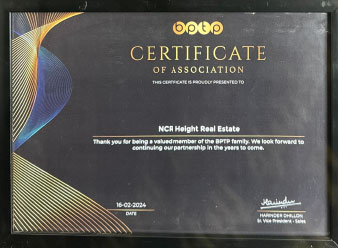 bptp
CERTIFICATE
OF ASSOCIATION
THIS CERTIFICATE IS PROUDLY PRESENTED TO
NCR Height Real Estate
Thank you for being a valued member of the BPTP family. We look forward to
continuing our partnership in the years to come.
16-02-2024
DATE
HARINDER DHILLON
Sr. Vice President - Sales